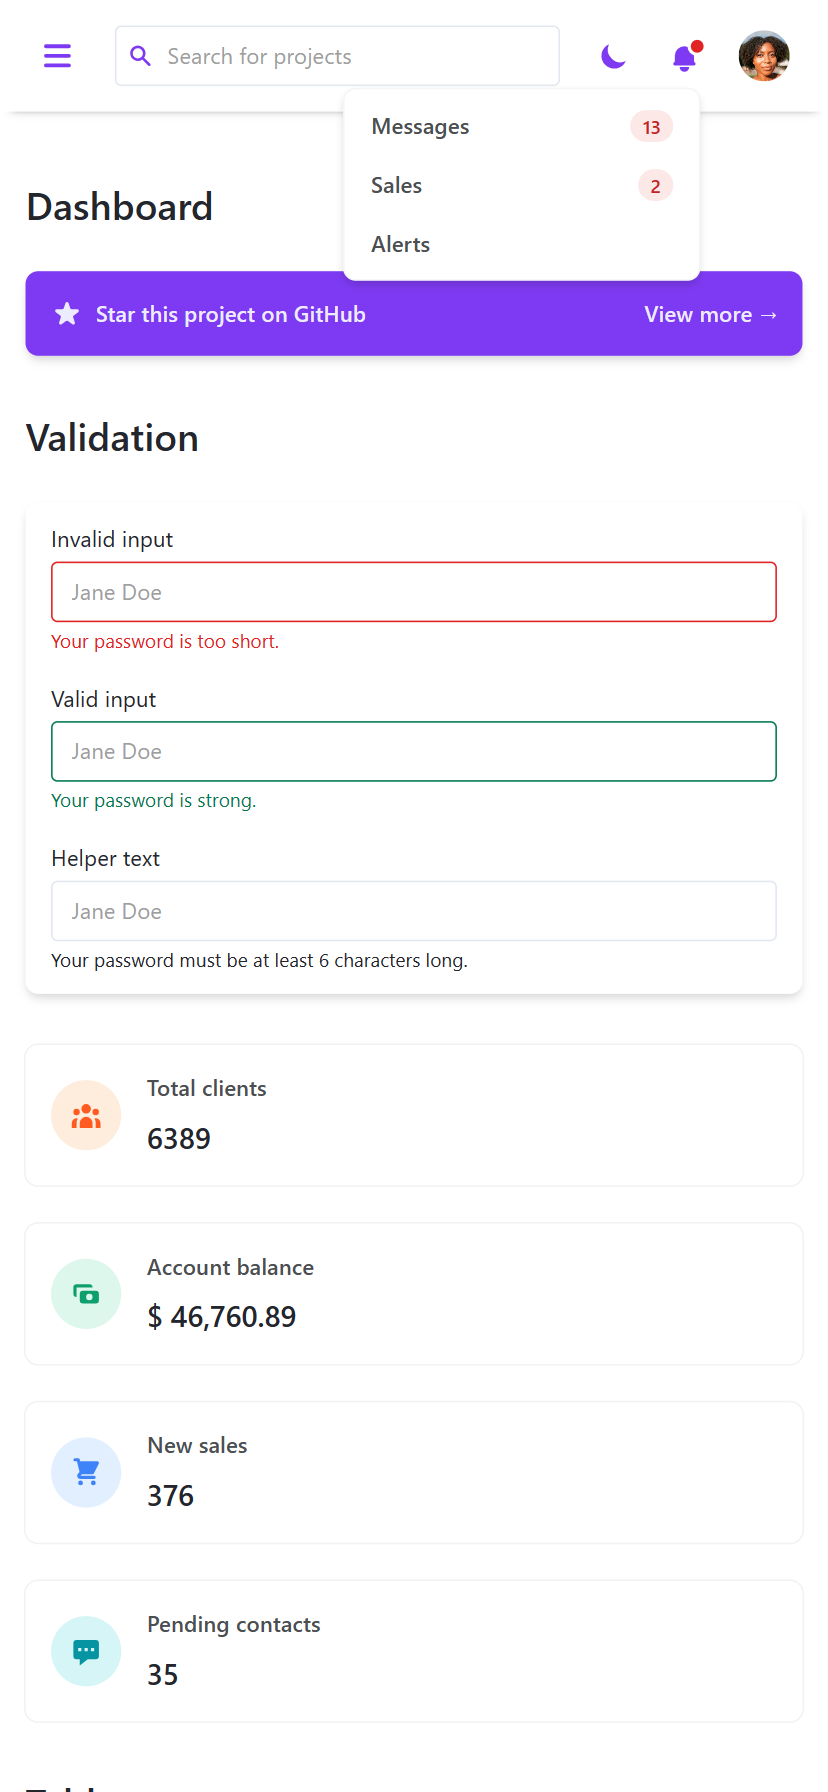 Search for projects
Messages 13
Sales 2
Alerts
Dashboard
Star this project on GitHub View more →
Validation
Invalid input
Jane Doe
Your password is too short.
Valid input
Jane Doe
Your password is strong.
Helper text
Jane Doe
Your password must be at least 6 characters long.
Total clients
6389
Account balance
$ 46,760.89
New sales
376
Pending contacts
35